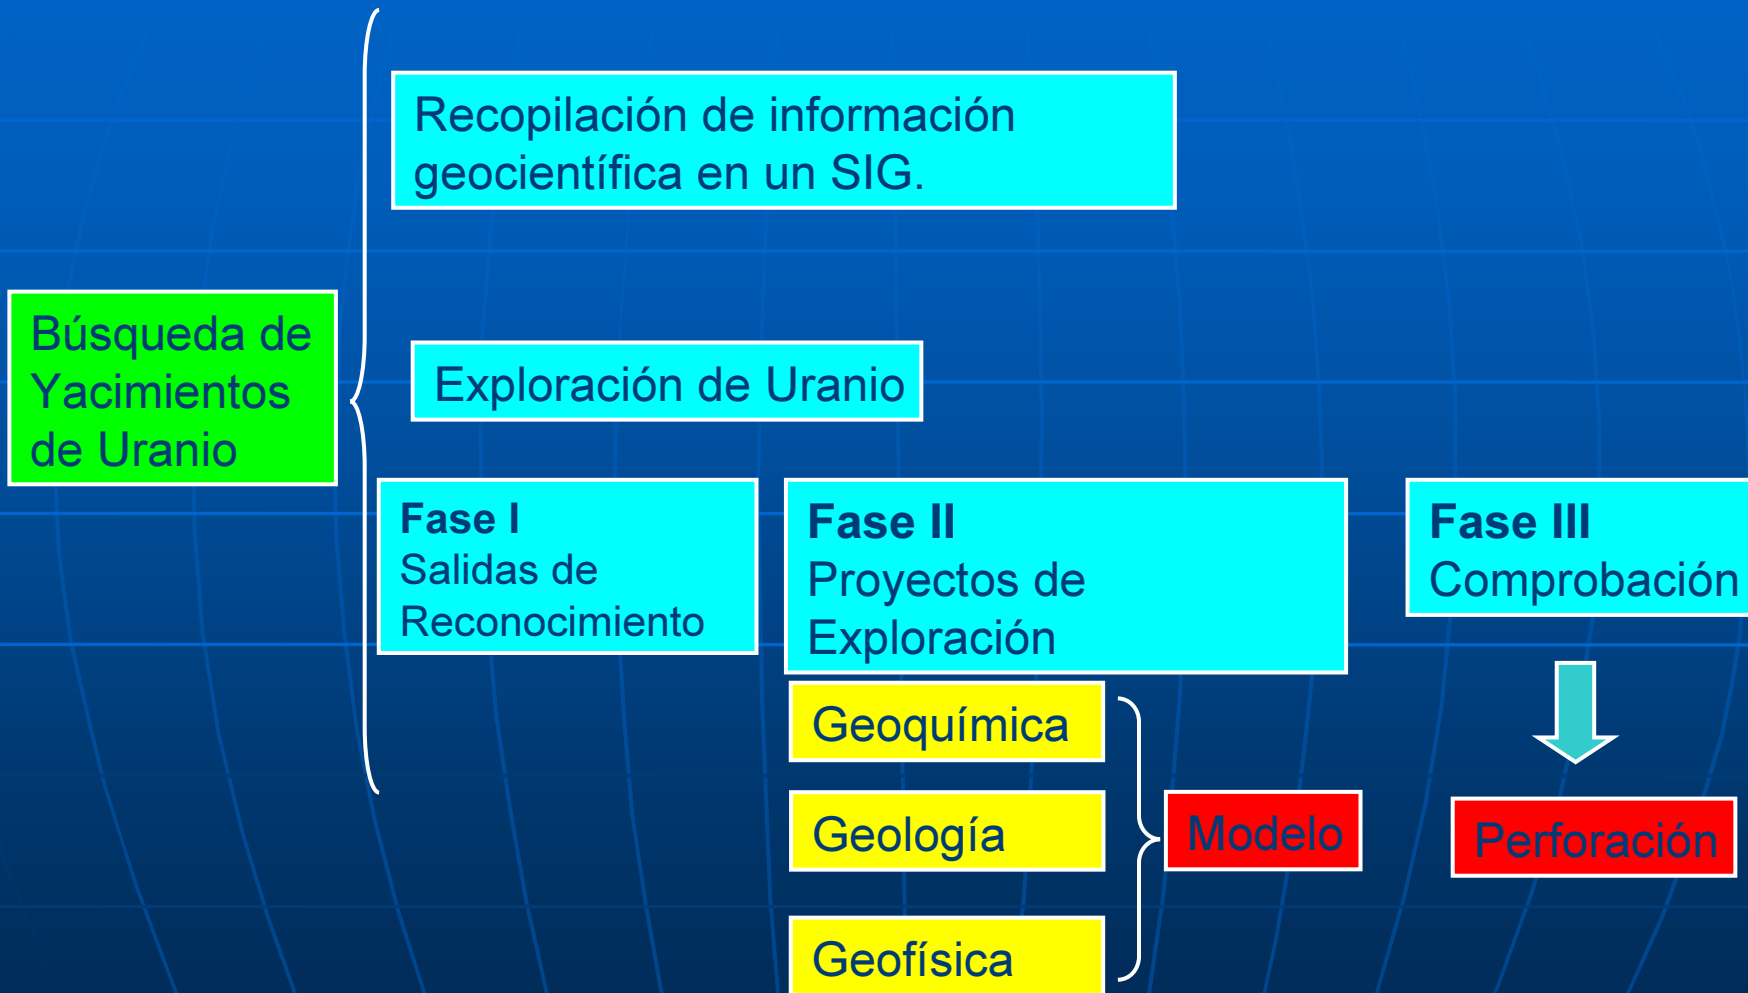 Recopilación de información
geocientífica en un SIG.
Búsqueda de
Yacimientos
de Uranio
Exploración de Uranio
Fase I
Salidas de
Reconocimiento
Fase II
Proyectos de
Exploración
Fase III
Comprobación
Geoquímica
Geología
Geofísica
Modelo
Perforación